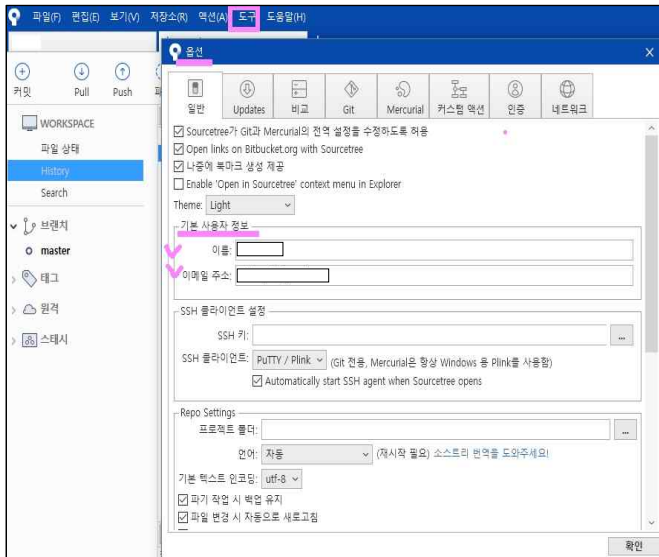 파일(F) 편집(E) 보기(V) 저장소(R) 액션(A) 도구 도움말(H)
옵션
커밋 Pull Push
일반 Updates 비교 Git Mercurial 커스텀 액션 인증 네트워크
WORKSPACE
파일 상태
History
Search
브랜치
master
태그
원격
스태시
Sourcetree가 Git과 Mercurial의 전역 설정을 수정하도록 허용
Open links on Bitbucket.org with Sourcetree
나중에 북마크 생성 제공
Enable 'Open in Sourcetree' context menu in Explorer
Theme: Light
기본 사용자 정보
이름:
이메일 주소:
SSH 클라이언트 설정
SSH 키: ...
SSH 클라이언트: PuTTY / Plink (Git 전용, Mercurial은 항상 Windows 용 Plink를 사용함)
Automatically start SSH agent when Sourcetree opens
Repo Settings
프로젝트 폴더: ...
언어: 자동 (재시작 필요) 소스트리 번역을 도와주세요!
기본 텍스트 인코딩: utf-8
파기 작업 시 백업 유지
파일 변경 시 자동으로 새로고침
확인